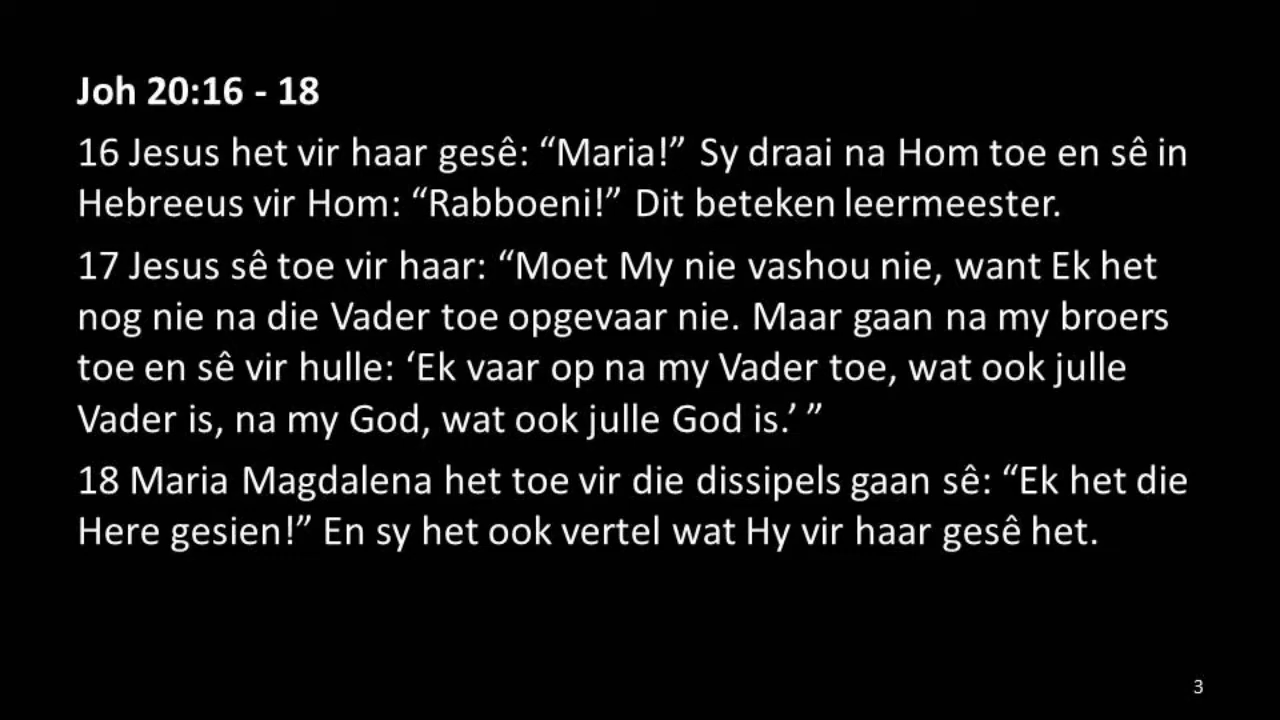 Joh 20:16 - 18
16 Jesus het vir haar gesê: “Maria!” Sy draai na Hom toe en sê in
Hebreeus vir Hom: “Rabboeni!” Dit beteken leermeester.
17 Jesus sê toe vir haar: “Moet My nie vashou nie, want Ek het
nog nie na die Vader toe opgevaar nie. Maar gaan na my broers
toe en sê vir hulle: ‘Ek vaar op na my Vader toe, wat ook julle
Vader is, na my God, wat ook julle God is.’ ”
18 Maria Magdalena het toe vir die dissipels gaan sê: “Ek het die
Here gesien!” En sy het ook vertel wat Hy vir haar gesê het.
3